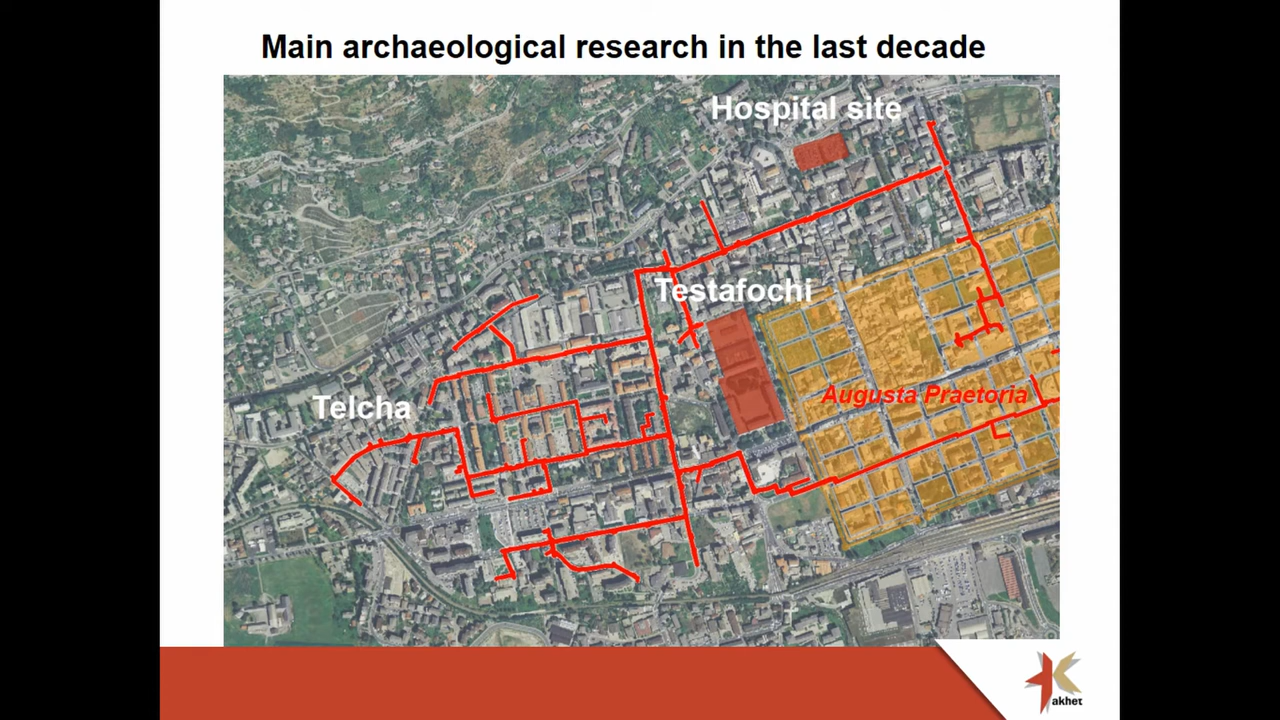 Main archaeological research in the last decade
Hospital site
Testafochi
Augusta Praetoria
Telcha
akhet